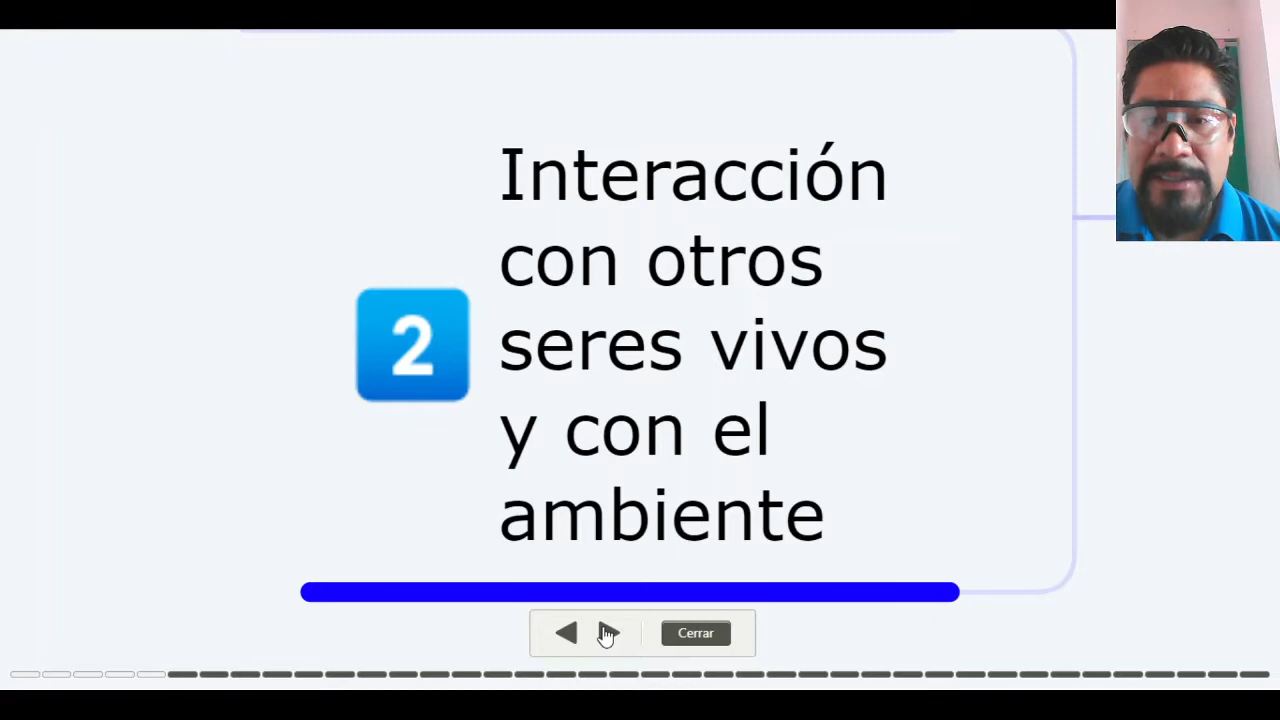 Interacción
con otros
2 seres vivos
y con el
ambiente
Cerrar